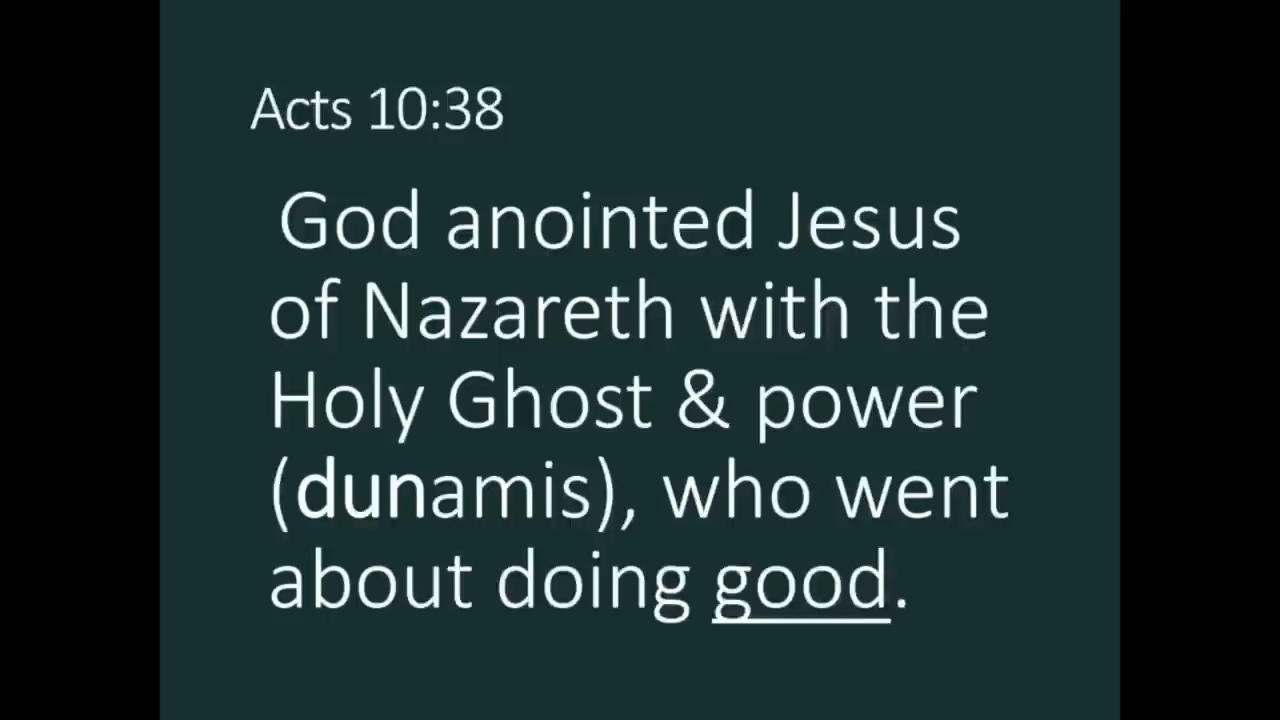 Acts 10:38
God anointed Jesus
of Nazareth with the
Holy Ghost & power
(dunamis), who went
about doing good.